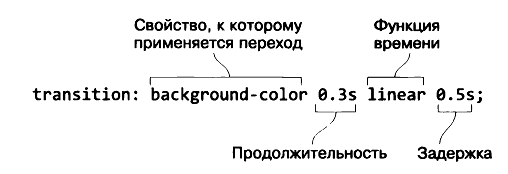 Свойство, к которому
применяется переход
Функция
времени
transition: background-color 0.3s linear 0.5s;
Продолжительность
Задержка